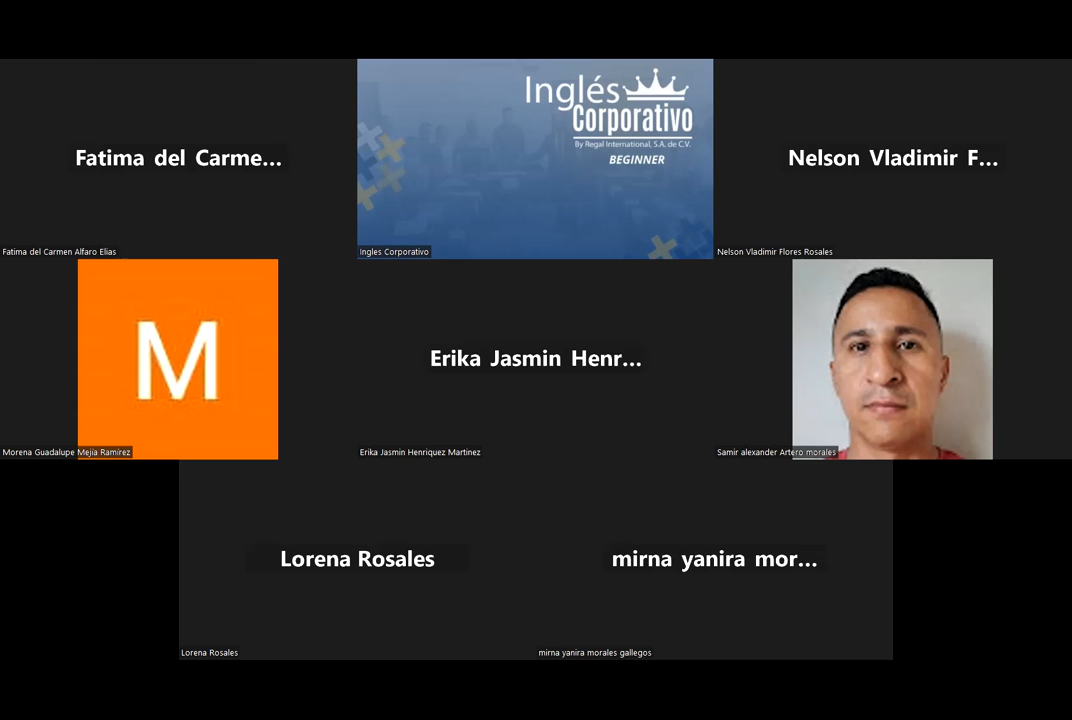 Fatima del Carme...
Inglés
Corporativo
By Regal International, S.A. de C.V.
BEGINNER
Nelson Vladimir F...
Fatima del Carmen Alfaro Elias
Ingles Corporativo
Nelson Vladimir Flores Rosales
M
Erika Jasmin Henr...
Morena Guadalupe Mejía Ramírez
Erika Jasmin Henriquez Martinez
Samir alexander Artero morales
Lorena Rosales
mirna yanira mor...
Lorena Rosales
mirna yanira morales gallegos